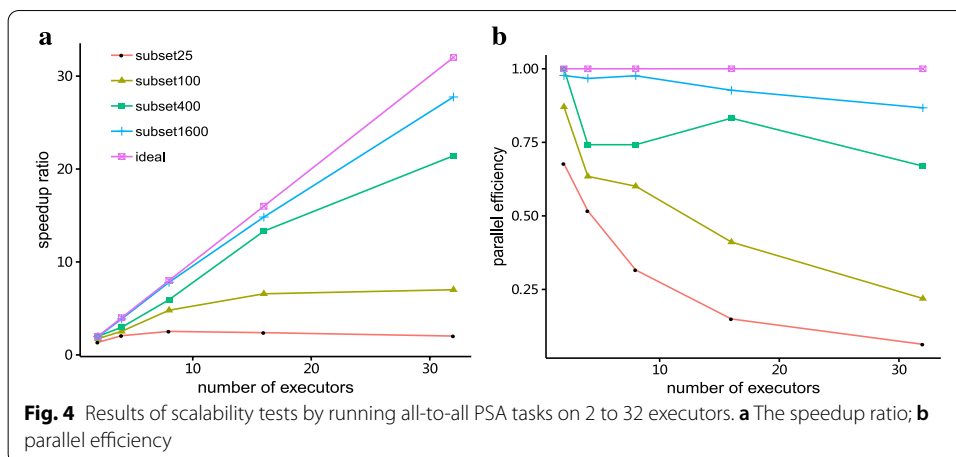 a
30
20
10
0
speedup ratio
subset25
subset100
subset400
subset1600
ideal
10
20
30
number of executors
b
1.00
0.75
0.50
0.25
parallel efficiency
10
20
30
number of executors
Fig. 4 Results of scalability tests by running all-to-all PSA tasks on 2 to 32 executors. a The speedup ratio; b
parallel efficiency